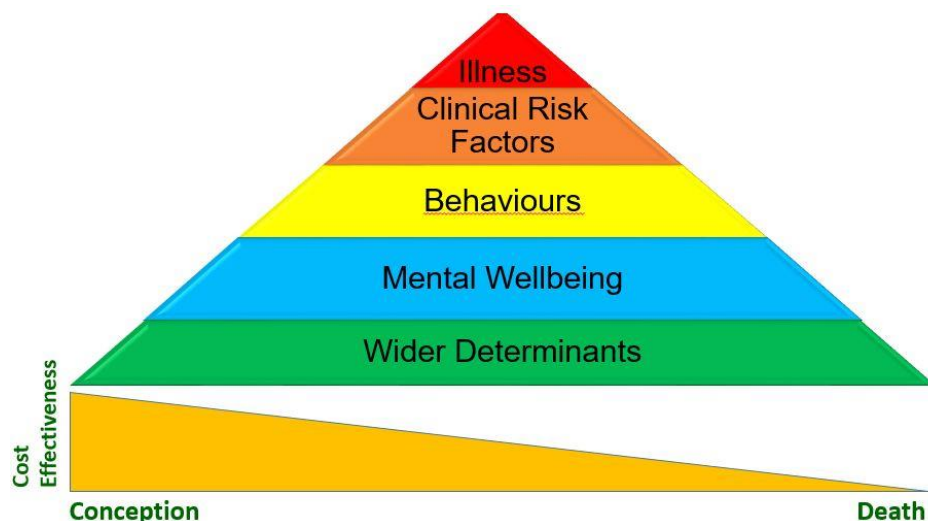 Illness
Clinical Risk
Factors
Behaviours
Mental Wellbeing
Wider Determinants
Cost
Effectiveness
Conception
Death